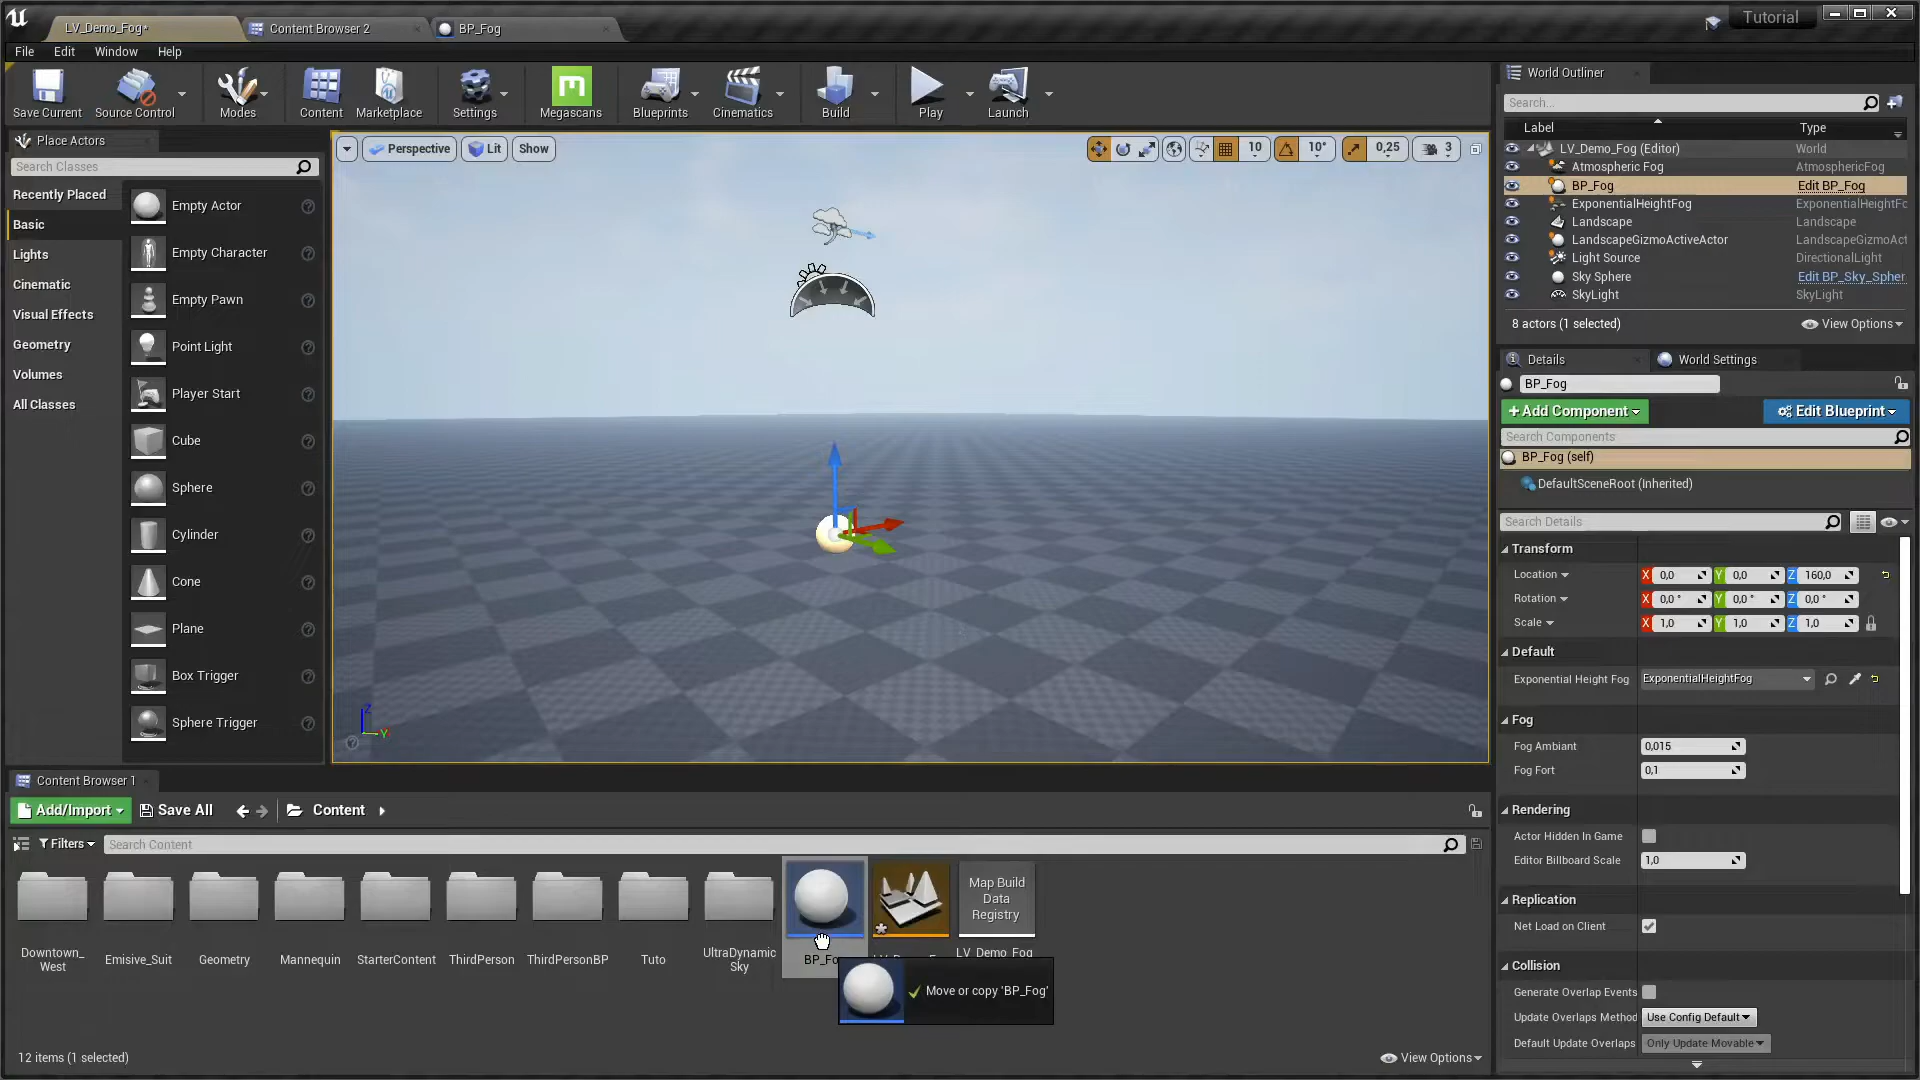 LV_Demo_Fog*
Content Browser 2
BP_Fog
Tutorial
File
Edit
Window
Help
Save Current
Source Control
Modes
Content
Marketplace
Settings
Megascans
Blueprints
Cinematics
Build
Play
Launch
Place Actors
Search Classes
Recently Placed
Basic
Lights
Cinematic
Visual Effects
Geometry
Volumes
All Classes
Empty Actor
Empty Character
Empty Pawn
Point Light
Player Start
Cube
Sphere
Cylinder
Cone
Plane
Box Trigger
Sphere Trigger
Perspective
Lit
Show
10
10°
0,25
3
Z
Y
World Outliner
Search...
Label
Type
LV_Demo_Fog (Editor)
World
Atmospheric Fog
AtmosphericFog
BP_Fog
Edit BP_Fog
ExponentialHeightFog
ExponentialHeightFo
Landscape
Landscape
LandscapeGizmoActiveActor
LandscapeGizmoAct
Light Source
DirectionalLight
Sky Sphere
Edit BP_Sky_Spher
SkyLight
SkyLight
8 actors (1 selected)
View Options
Details
World Settings
BP_Fog
+Add Component
Edit Blueprint
Search Components
BP_Fog (self)
DefaultSceneRoot (Inherited)
Search Details
Transform
Location
X 0,0
Y 0,0
Z 160,0
Rotation
X 0,0 °
Y 0,0 °
Z 0,0 °
Scale
X 1,0
Y 1,0
Z 1,0
Default
Exponential Height Fog
ExponentialHeightFog
Fog
Fog Ambiant
0,015
Fog Fort
0,1
Rendering
Actor Hidden In Game
Editor Billboard Scale
1,0
Replication
Net Load on Client
Collision
Generate Overlap Events
Update Overlaps Method
Use Config Default
Default Update Overlaps
Only Update Movable
Content Browser 1
Add/Import
Save All
Content
Filters
Search Content
Downtown_
West
Emisive_Suit
Geometry
Mannequin
StarterContent
ThirdPerson
ThirdPersonBP
Tuto
UltraDynamic
Sky
BP_Fo
Map Build
Data
Registry
LV_Demo_Fog_
Move or copy 'BP_Fog'
12 items (1 selected)
View Options